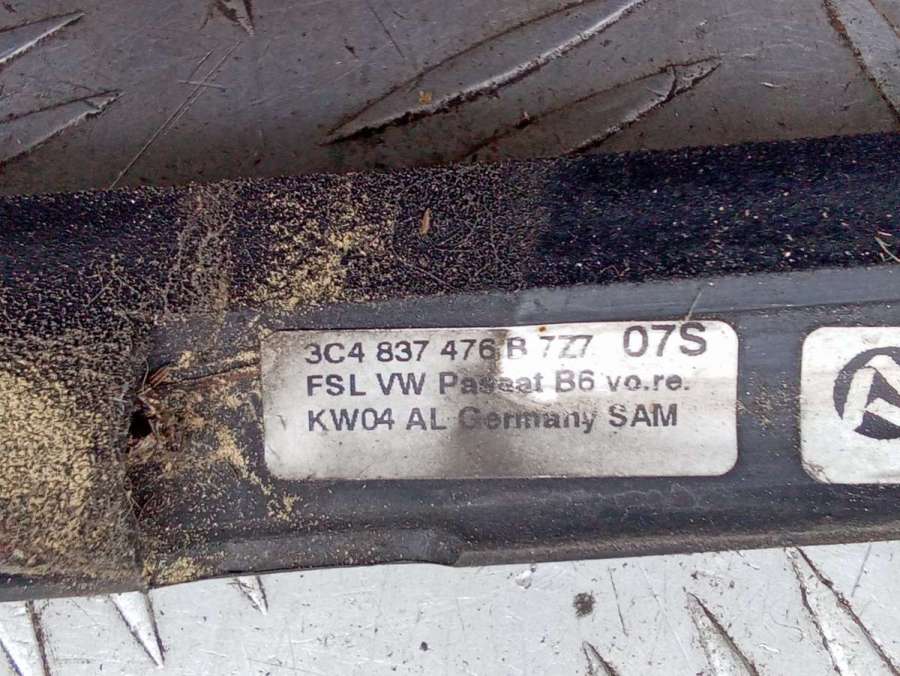 3C4 837 476 B 7Z7 07S
FSL VW Passat B6 vo.re.
KW04 AL Germany SAM